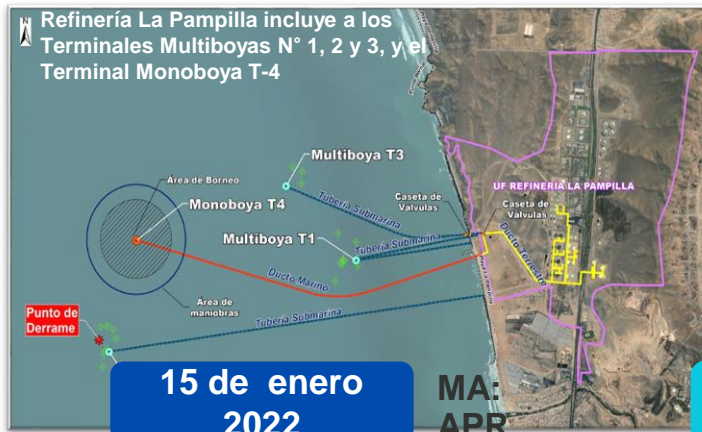 N
Refinería La Pampilla incluye a los
Terminales Multiboyas N° 1, 2 y 3, y el
Terminal Monoboya T-4
Multiboya T3
Área de Borneo
Monoboya T4
Tubería Submarina
Caseta de
Valvulas
UF REFINERIA LA PAMPILLA
Caseta de
Valvulas
Multiboya T1
Tubería Submarina
Ducto Terrestre
Ducto Marino
Área de
maniobras
Tubería Submarina
Punto de
Derrame
15 de enero
2022
MA:
APR